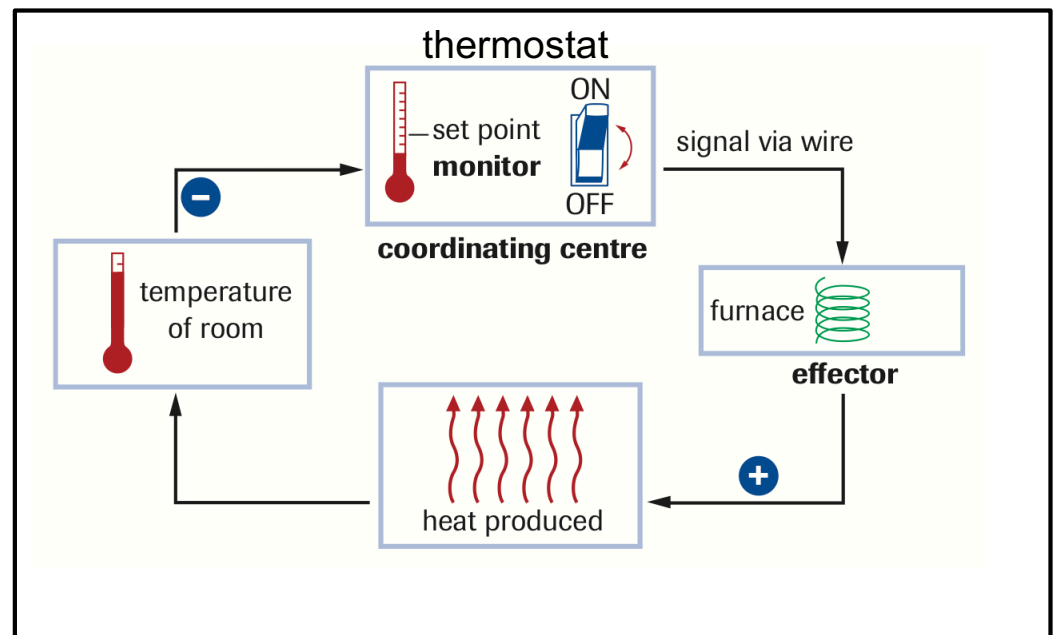 thermostat
ON
set point
monitor
OFF
coordinating centre
signal via wire
furnace
effector
+
heat produced
temperature
of room
−